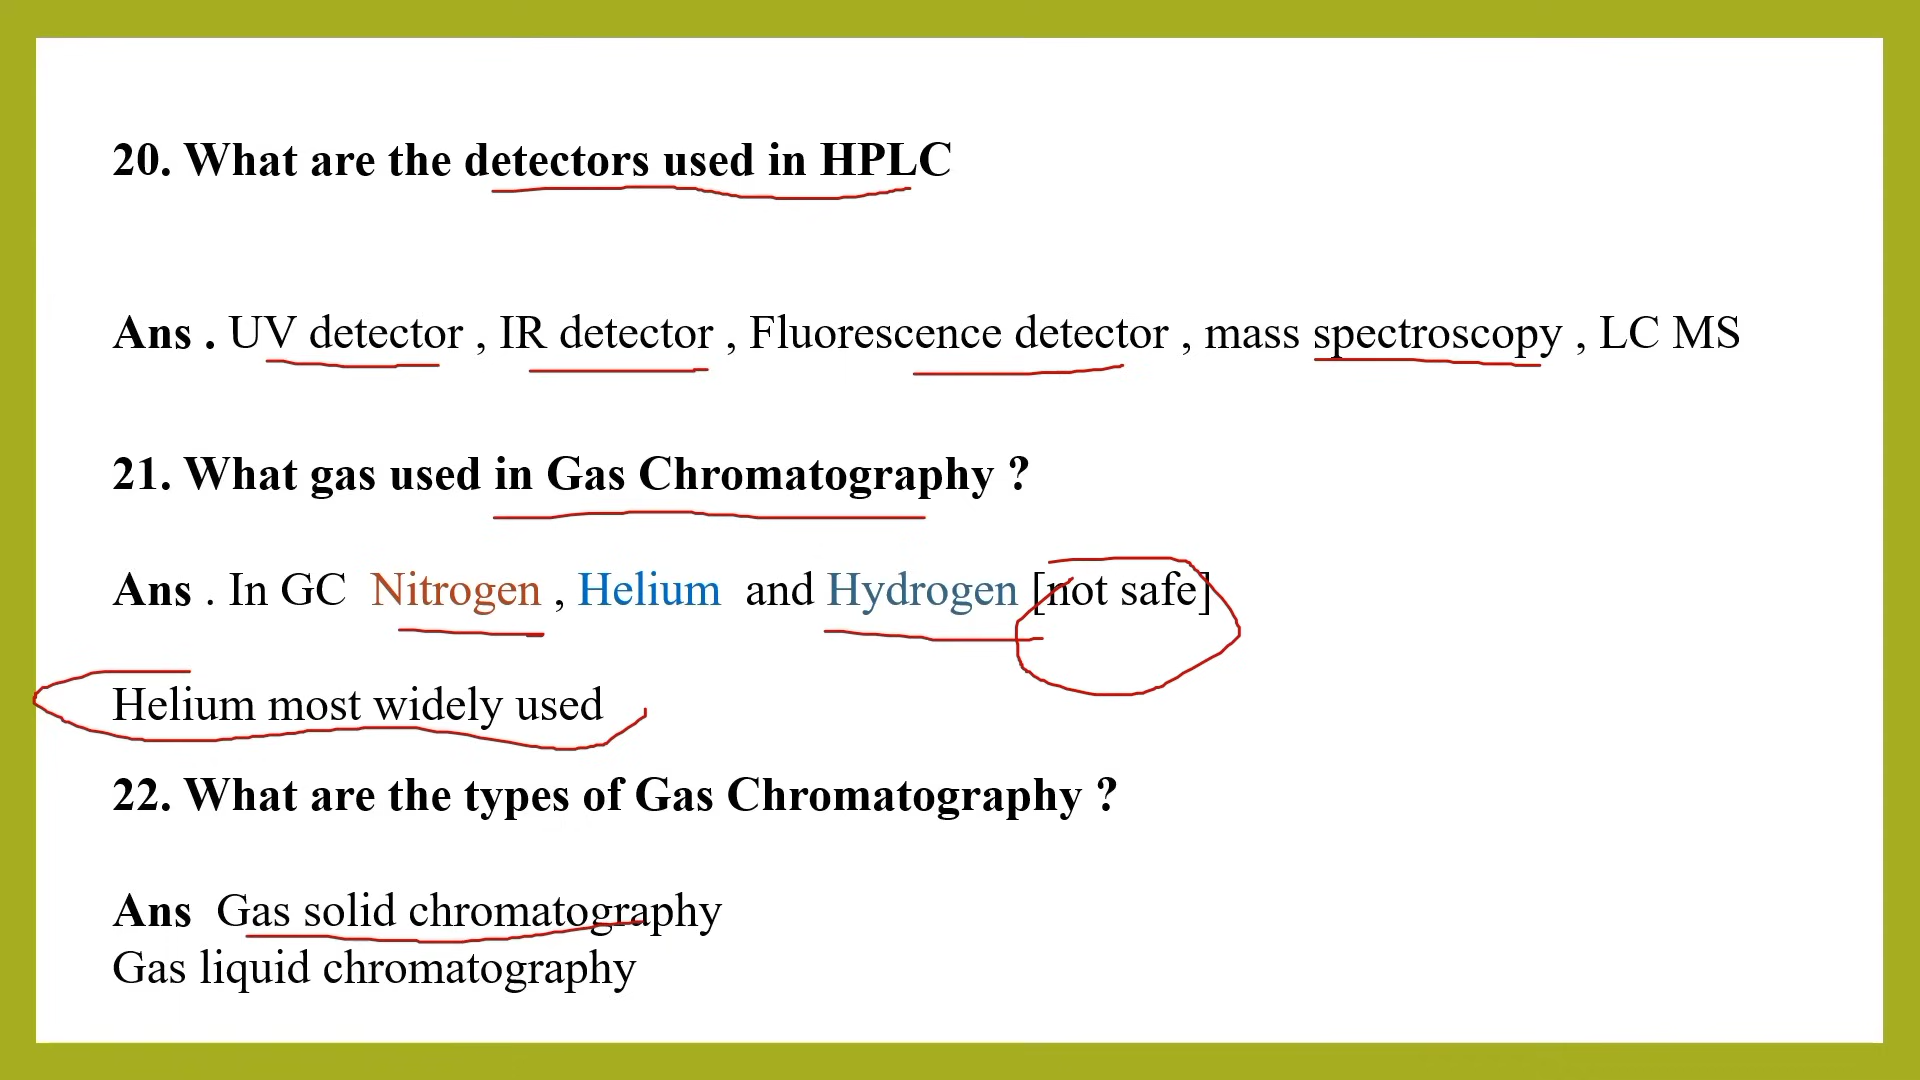 20. What are the detectors used in HPLC
Ans . UV detector , IR detector , Fluorescence detector , mass spectroscopy , LC MS
21. What gas used in Gas Chromatography ?
Ans . In GC Nitrogen , Helium and Hydrogen [not safe]
Helium most widely used
22. What are the types of Gas Chromatography ?
Ans Gas solid chromatography
Gas liquid chromatography